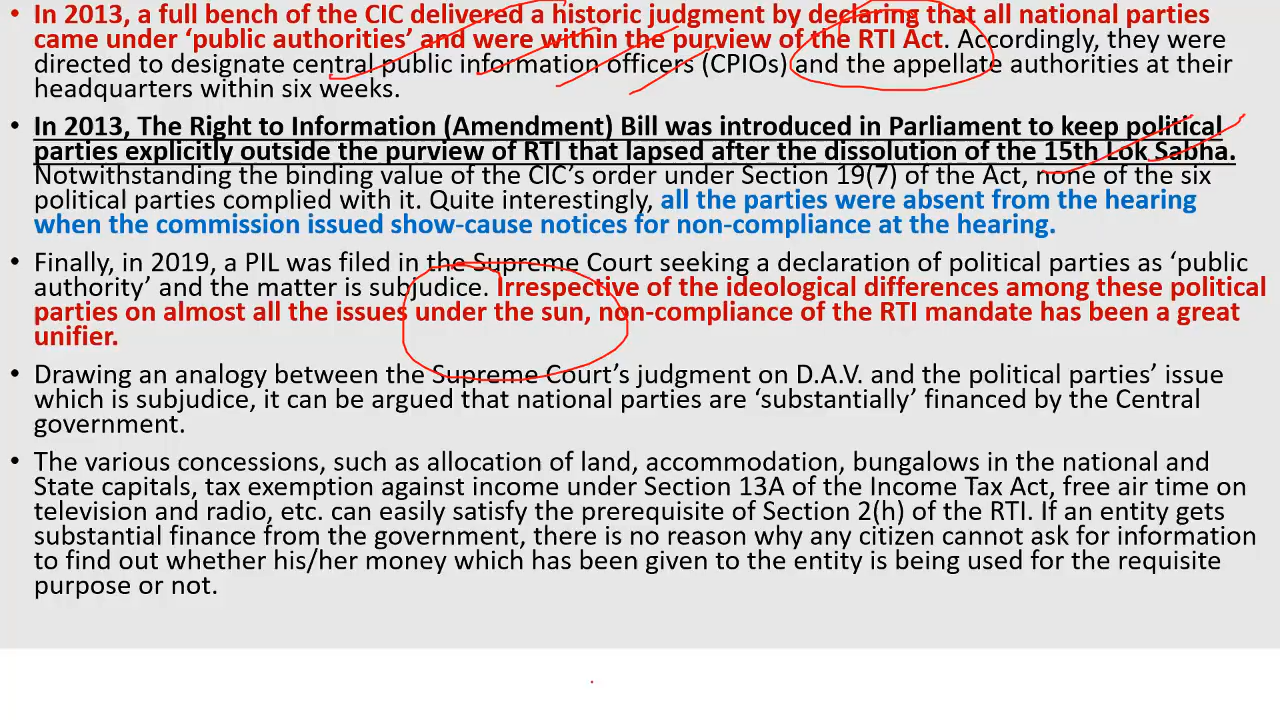 • In 2013, a full bench of the CIC delivered a historic judgment by declaring that all national parties
came under ‘public authorities’ and were within the purview of the RTI Act. Accordingly, they were
directed to designate central public information officers (CPIOs) and the appellate authorities at their
headquarters within six weeks.
• In 2013, The Right to Information (Amendment) Bill was introduced in Parliament to keep political
parties explicitly outside the purview of RTI that lapsed after the dissolution of the 15th Lok Sabha.
Notwithstanding the binding value of the CIC’s order under Section 19(7) of the Act, none of the six
political parties complied with it. Quite interestingly, all the parties were absent from the hearing
when the commission issued show-cause notices for non-compliance at the hearing.
• Finally, in 2019, a PIL was filed in the Supreme Court seeking a declaration of political parties as ‘public
authority’ and the matter is subjudice. Irrespective of the ideological differences among these political
parties on almost all the issues under the sun, non-compliance of the RTI mandate has been a great
unifier.
• Drawing an analogy between the Supreme Court’s judgment on D.A.V. and the political parties’ issue
which is subjudice, it can be argued that national parties are ‘substantially’ financed by the Central
government.
• The various concessions, such as allocation of land, accommodation, bungalows in the national and
State capitals, tax exemption against income under Section 13A of the Income Tax Act, free air time on
television and radio, etc. can easily satisfy the prerequisite of Section 2(h) of the RTI. If an entity gets
substantial finance from the government, there is no reason why any citizen cannot ask for information
to find out whether his/her money which has been given to the entity is being used for the requisite
purpose or not.